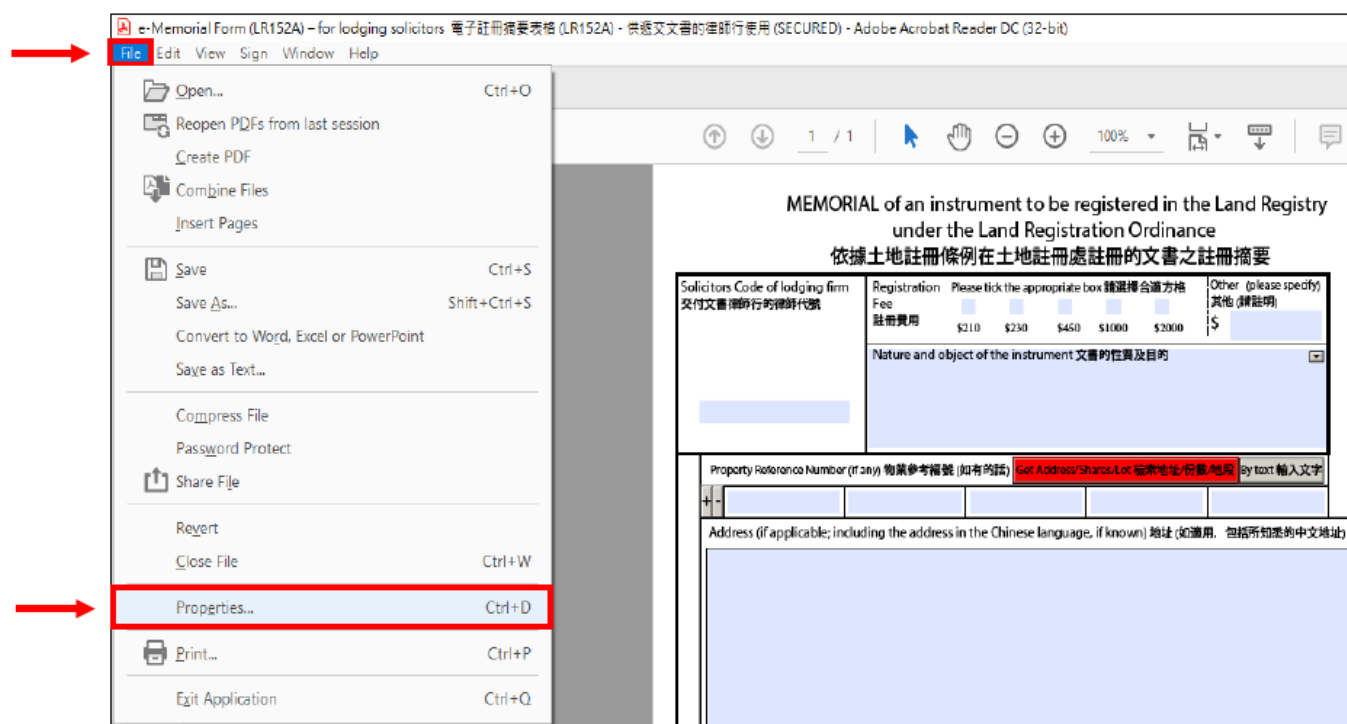 e-Memorial Form (LR152A) – for lodging solicitors 電子註冊摘要表格 (LR152A) - 供遞交文書的律師行使用 (SECURED) - Adobe Acrobat Reader DC (32-bit)
File Edit View Sign Window Help
Open... Ctrl+O
Reopen PDFs from last session
Create PDF
Combine Files
Insert Pages
Save Ctrl+S
Save As... Shift+Ctrl+S
Convert to Word, Excel or PowerPoint
Save as Text...
Compress File
Password Protect
Share File
Revert
Close File Ctrl+W
Properties... Ctrl+D
Print... Ctrl+P
Exit Application Ctrl+Q
1 / 1 100%
MEMORIAL of an instrument to be registered in the Land Registry
under the Land Registration Ordinance
依據土地註冊條例在土地註冊處註冊的文書之註冊摘要
Solicitors Code of lodging firm
交付文書律師行的律師代號
Registration Please tick the appropriate box 請選擇合適方格
Fee
註冊費用
$210 $230 $450 $1000 $2000
Other (please specify)
其他 (請註明)
$
Nature and object of the instrument 文書的性質及目的
Property Reference Number (if any) 物業參考編號 (如有的話) Get Address/Shares/Lot 檢索地址/份數/地段 By text 輸入文字
+ -
Address (if applicable; including the address in the Chinese language, if known) 地址 (如適用，包括所知悉的中文地址)